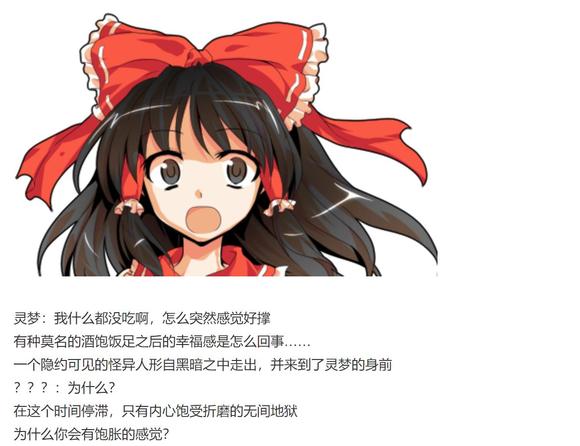 灵梦：我什么都没吃啊，怎么突然感觉好撑
有种莫名的酒饱饭足之后的幸福感是怎么回事……
一个隐约可见的怪异人形自黑暗之中走出，并来到了灵梦的身前
？？？：为什么？
在这个时间停滞，只有内心饱受折磨的无间地狱
为什么你会有饱胀的感觉？